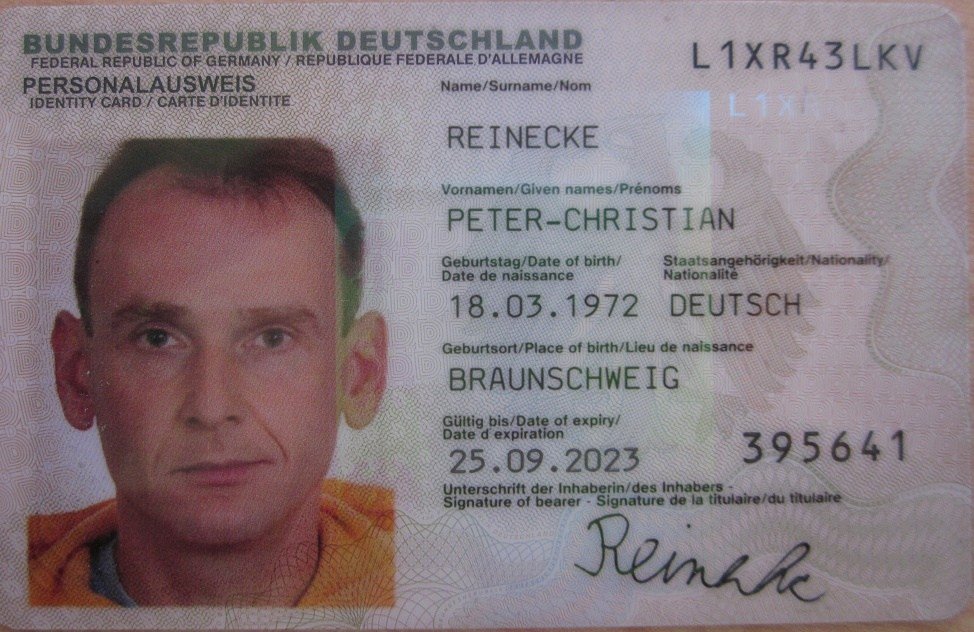 BUNDESREPUBLIK DEUTSCHLAND
FEDERAL REPUBLIC OF GERMANY / REPUBLIQUE FEDERALE D'ALLEMAGNE
PERSONALAUSWEIS
IDENTITY CARD / CARTE D'IDENTITE
L1XR43LKV
Name/Surname/Nom
L1X
REINECKE
Vornamen/Given names/Prénoms
PETER-CHRISTIAN
Geburtstag/Date of birth/
Date de naissance
Staatsangehörigkeit/Nationality/
Nationalité
18.03.1972 DEUTSCH
Geburtsort/Place of birth/Lieu de naissance
BRAUNSCHWEIG
Gültig bis/Date of expiry/
Date d expiration
25.09.2023
395641
Unterschrift der Inhaberin/des Inhabers -
Signature of bearer - Signature de la titulaire/du titulaire
Reinecke